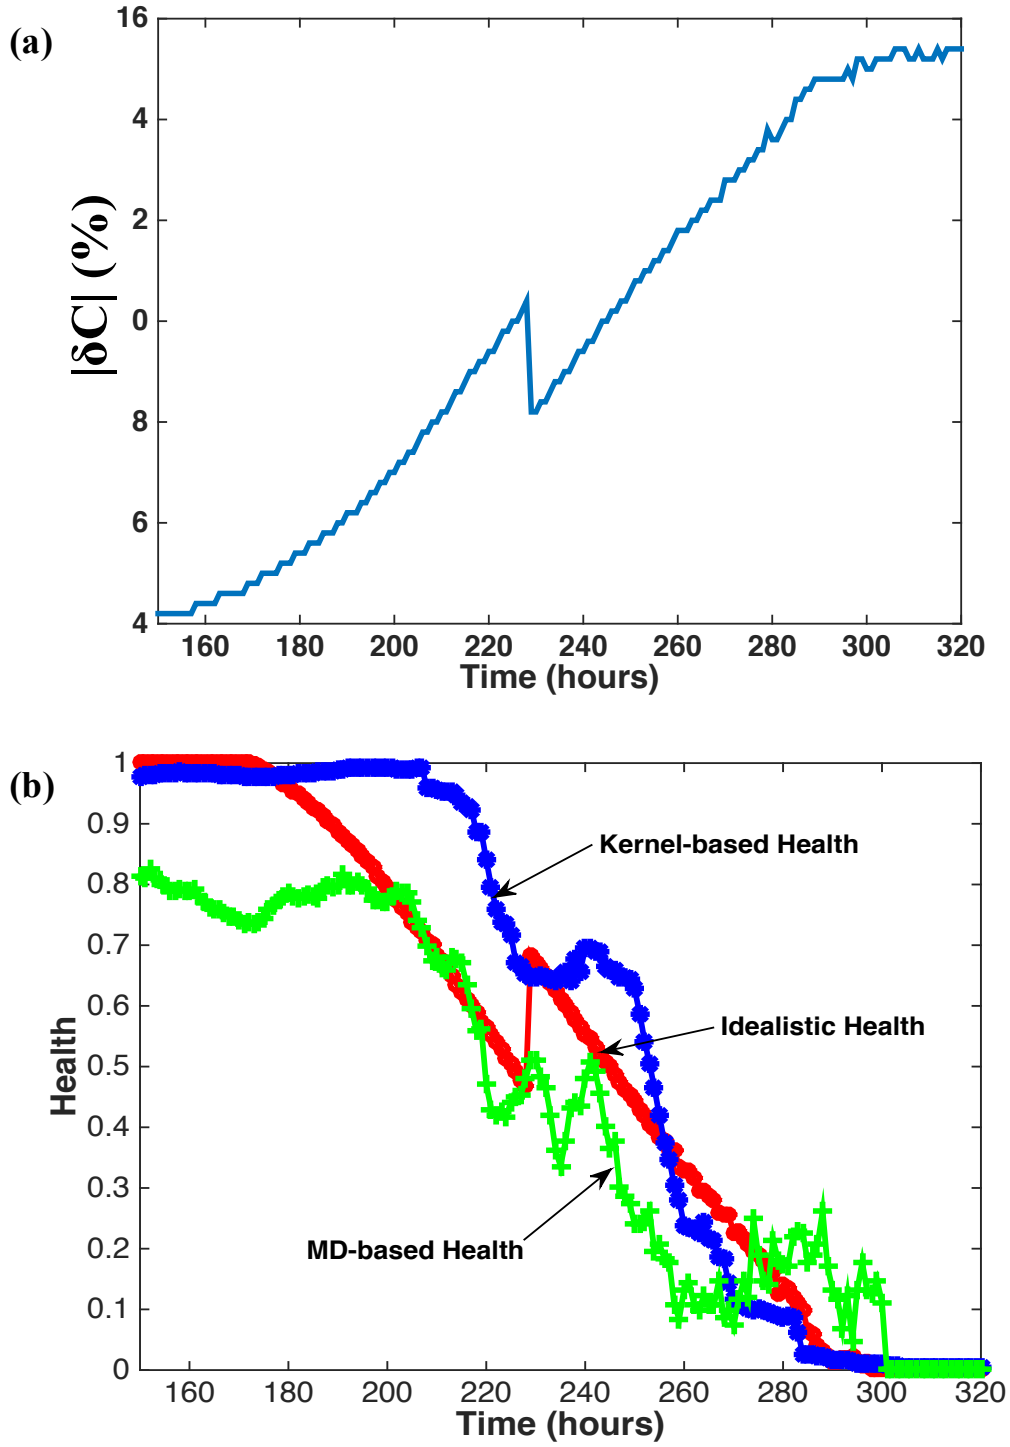 (a)
16
4
2
0
8
6
4
|δC| (%)
160 180 200 220 240 260 280 300 320
Time (hours)
(b)
1
0.9
0.8
0.7
0.6
0.5
0.4
0.3
0.2
0.1
0
Health
Kernel-based Health
Idealistic Health
MD-based Health
160 180 200 220 240 260 280 300 320
Time (hours)